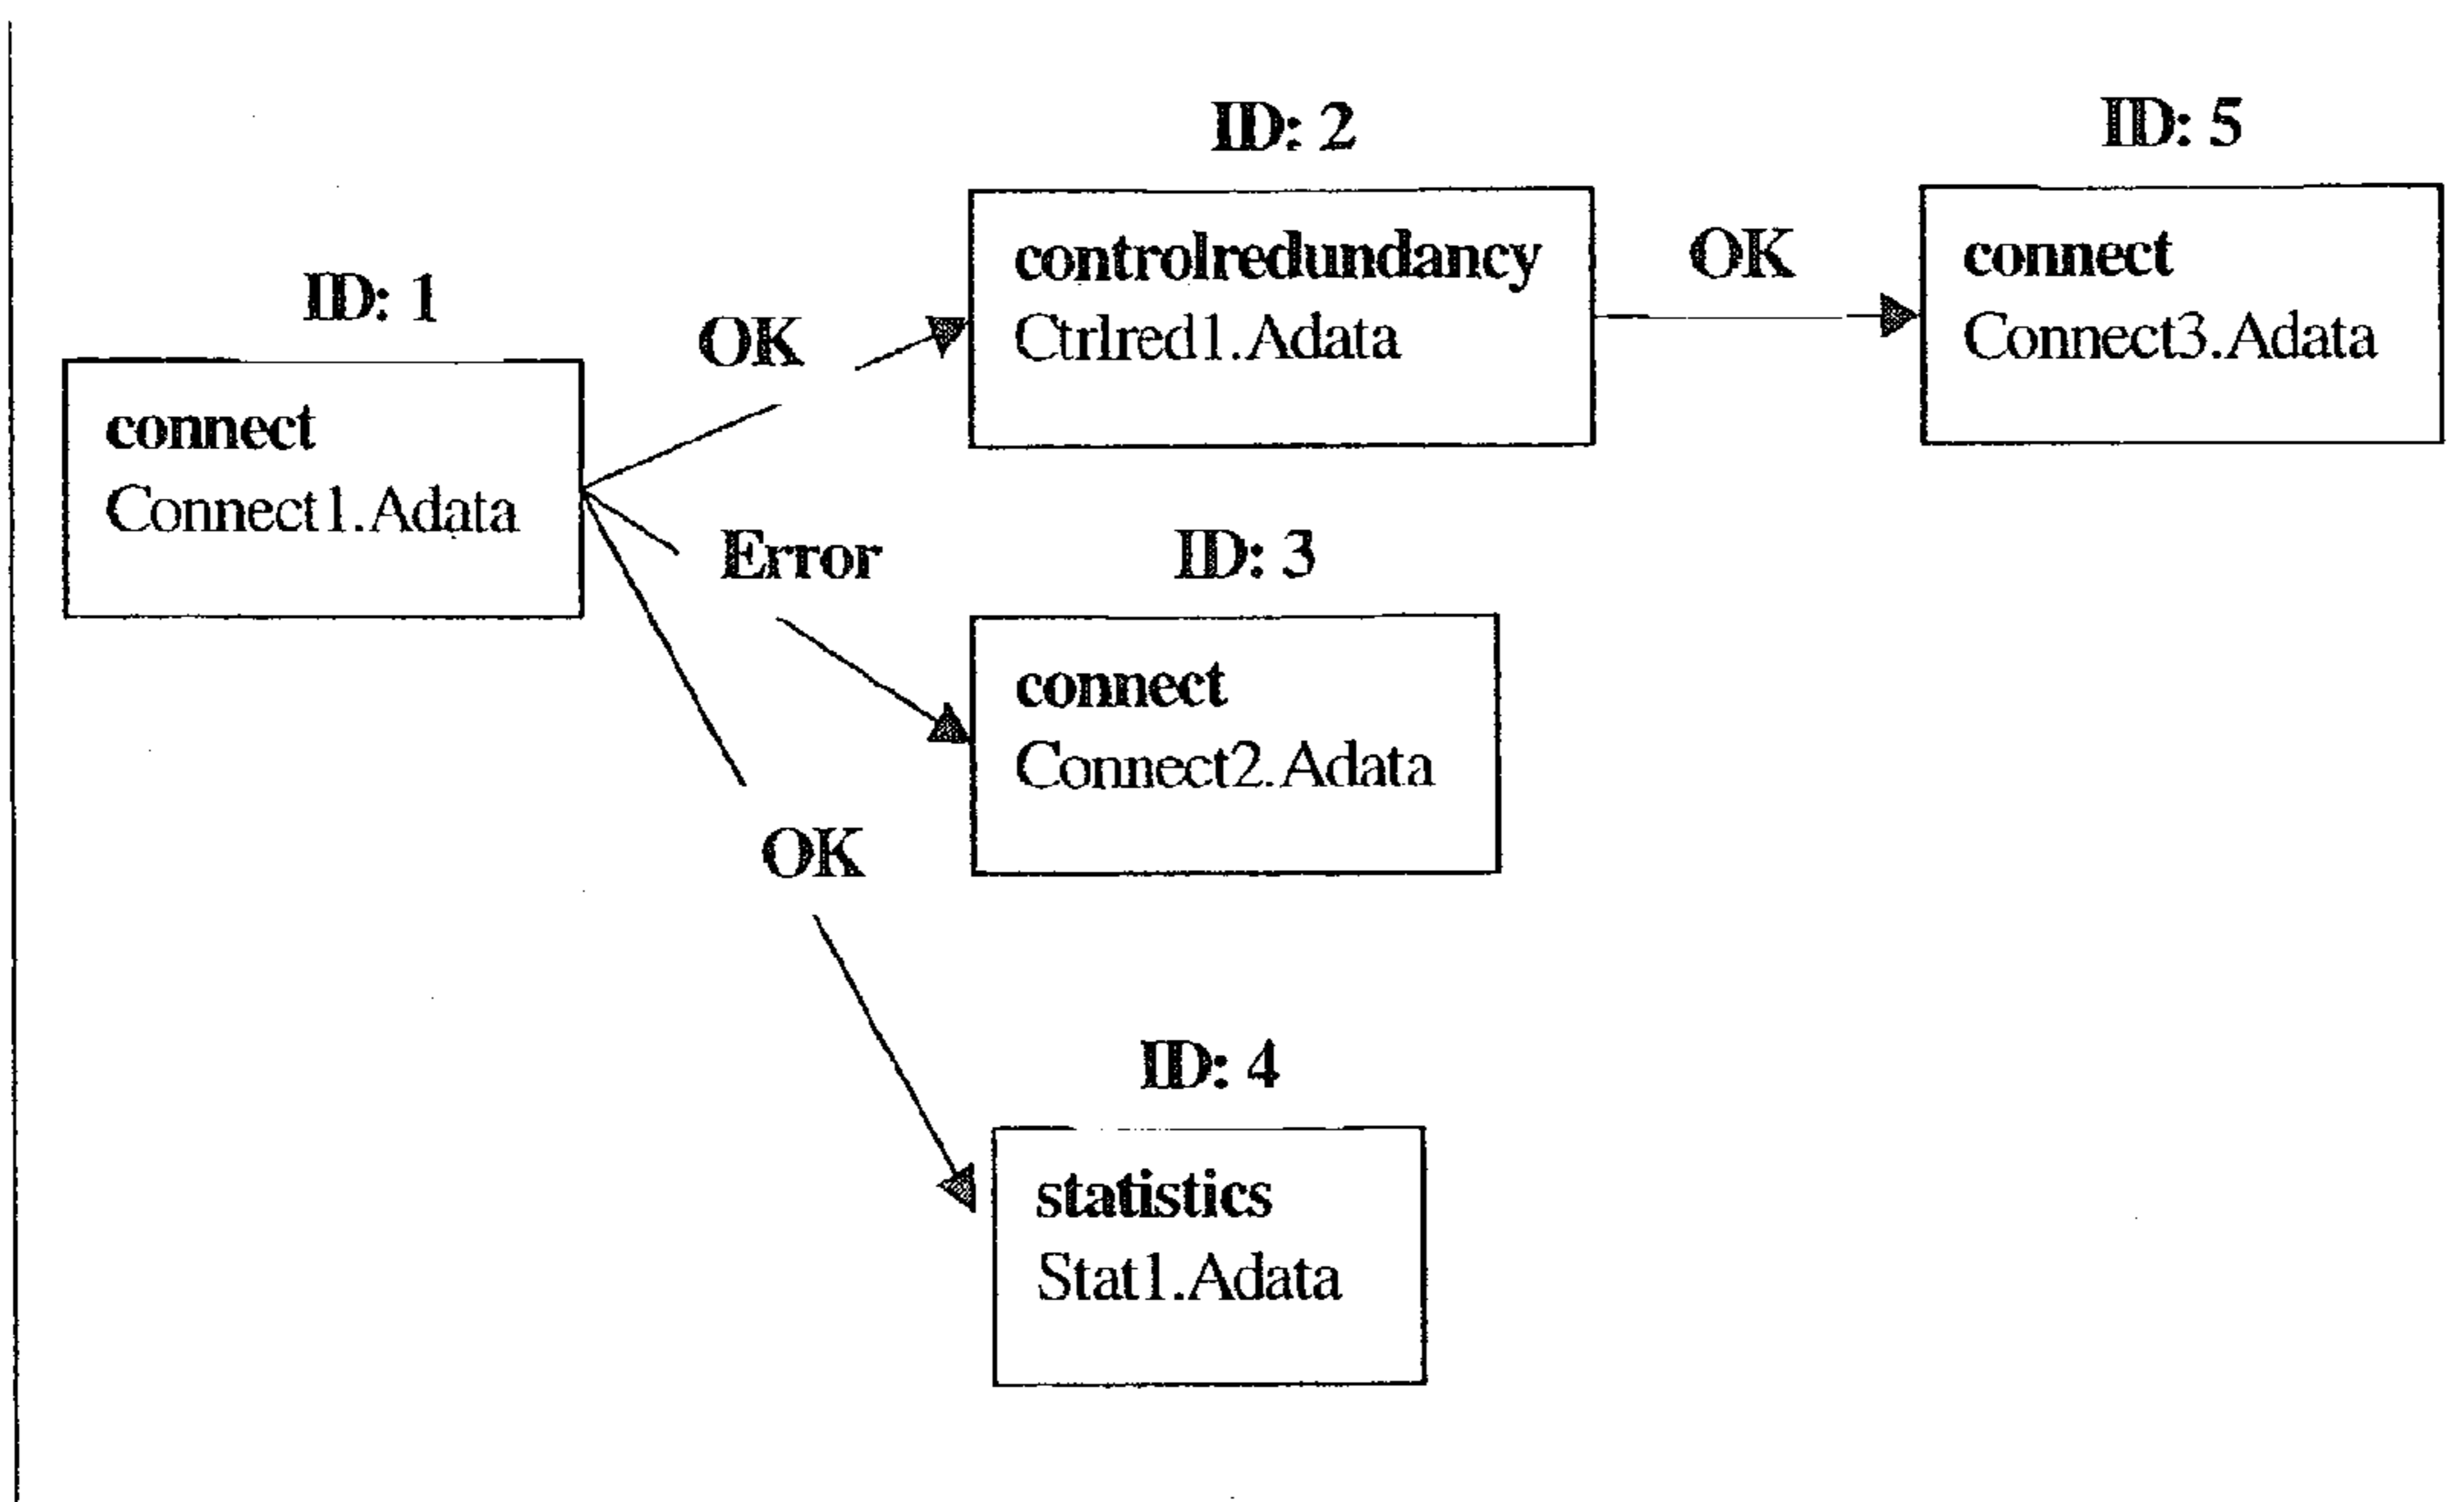 ID: 1
connect
Connect1.Adata
OK
Error
OK
ID: 2
controlredundancy
Ctrlred1.Adata
OK
ID: 5
connect
Connect3.Adata
ID: 3
connect
Connect2.Adata
ID: 4
statistics
Stat1.Adata